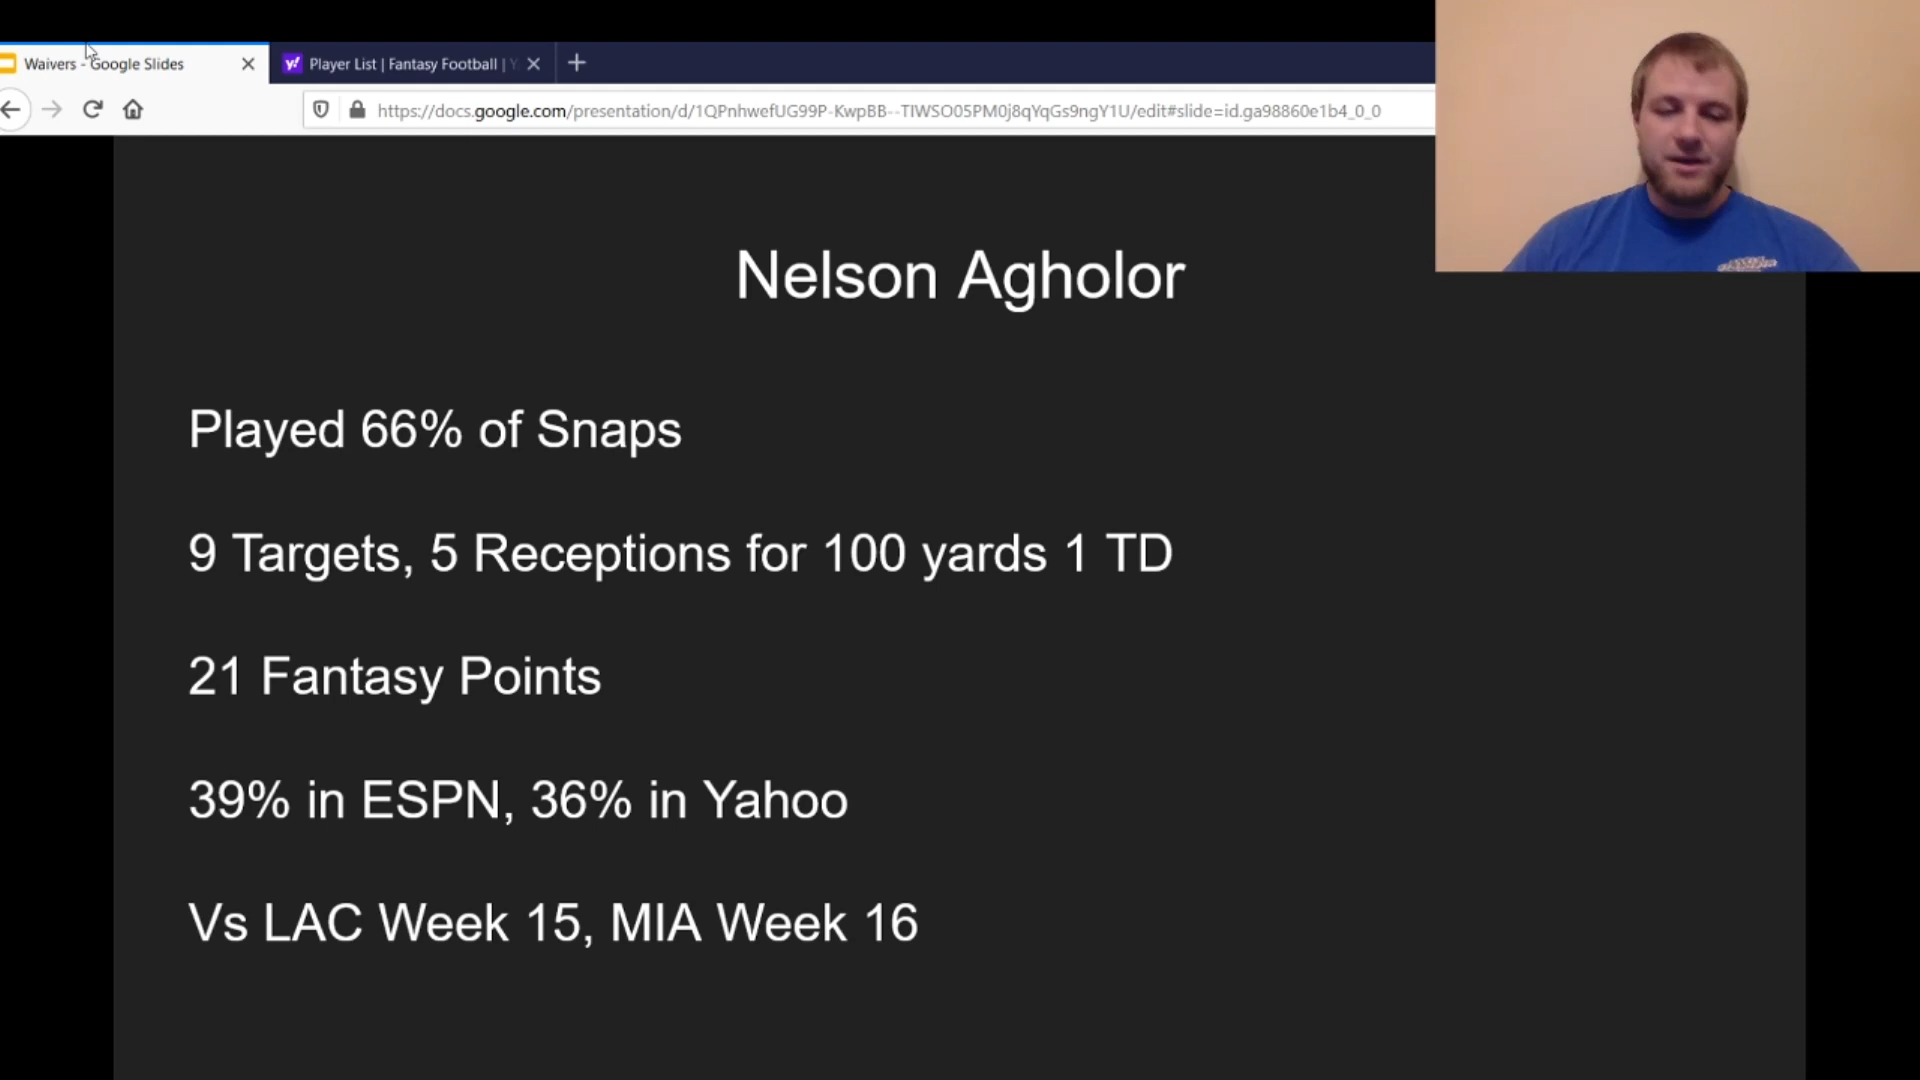 Waivers - Google Slides
Player List | Fantasy Football |
https://docs.google.com/presentation/d/1QPnhwefUG99P-KwpBB--TIWSO05PM0j8qYqGs9ngY1U/edit#slide=id.ga98860e1b4_0_0
Nelson Agholor
Played 66% of Snaps
9 Targets, 5 Receptions for 100 yards 1 TD
21 Fantasy Points
39% in ESPN, 36% in Yahoo
Vs LAC Week 15, MIA Week 16